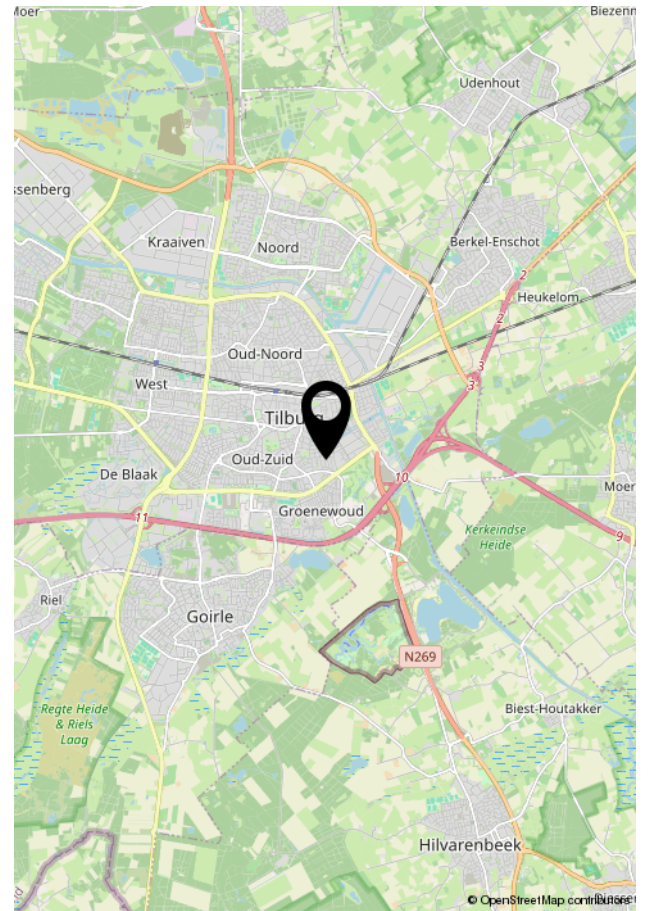 Moer
Biezenm
Udenhout
ssenberg
Kraaiven
Noord
Berkel-Enschot
2
Heukelom
2
Oud-Noord
3
West
3
Tilburg
Oud-Zuid
De Blaak
10
Moer
Groenewoud
11
Kerkeindse
Heide
9
Riel
Goirle
N269
Regte Heide
& Riels
Laag
Biest-Houtakker
Hilvarenbeek
© OpenStreetMap contributors